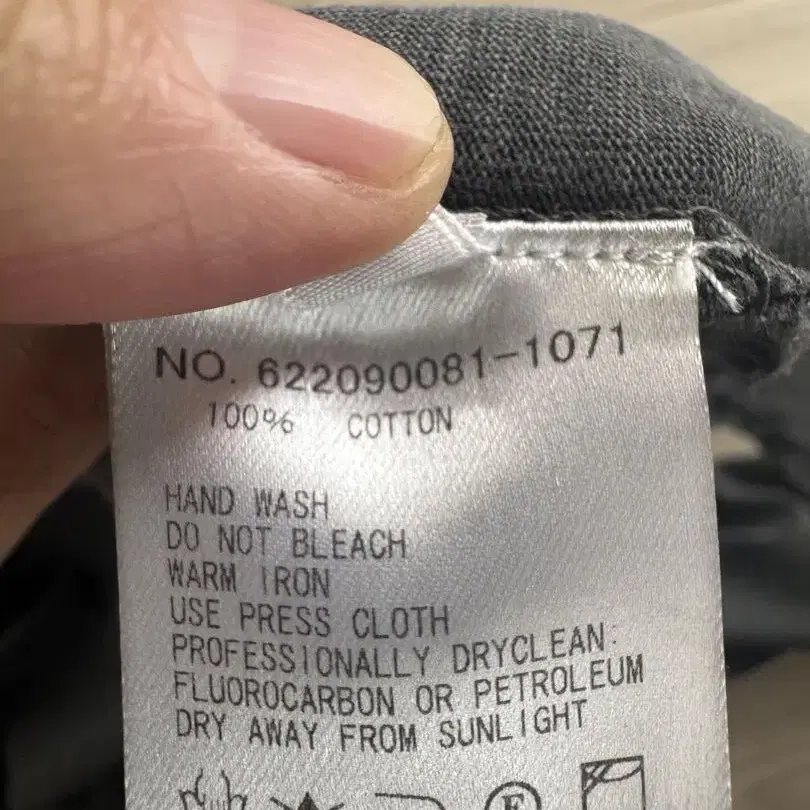 NO. 622090081-1071
100% COTTON
HAND WASH
DO NOT BLEACH
WARM IRON
USE PRESS CLOTH
PROFESSIONALLY DRYCLEAN:
FLUOROCARBON OR PETROLEUM
DRY AWAY FROM SUNLIGHT
F